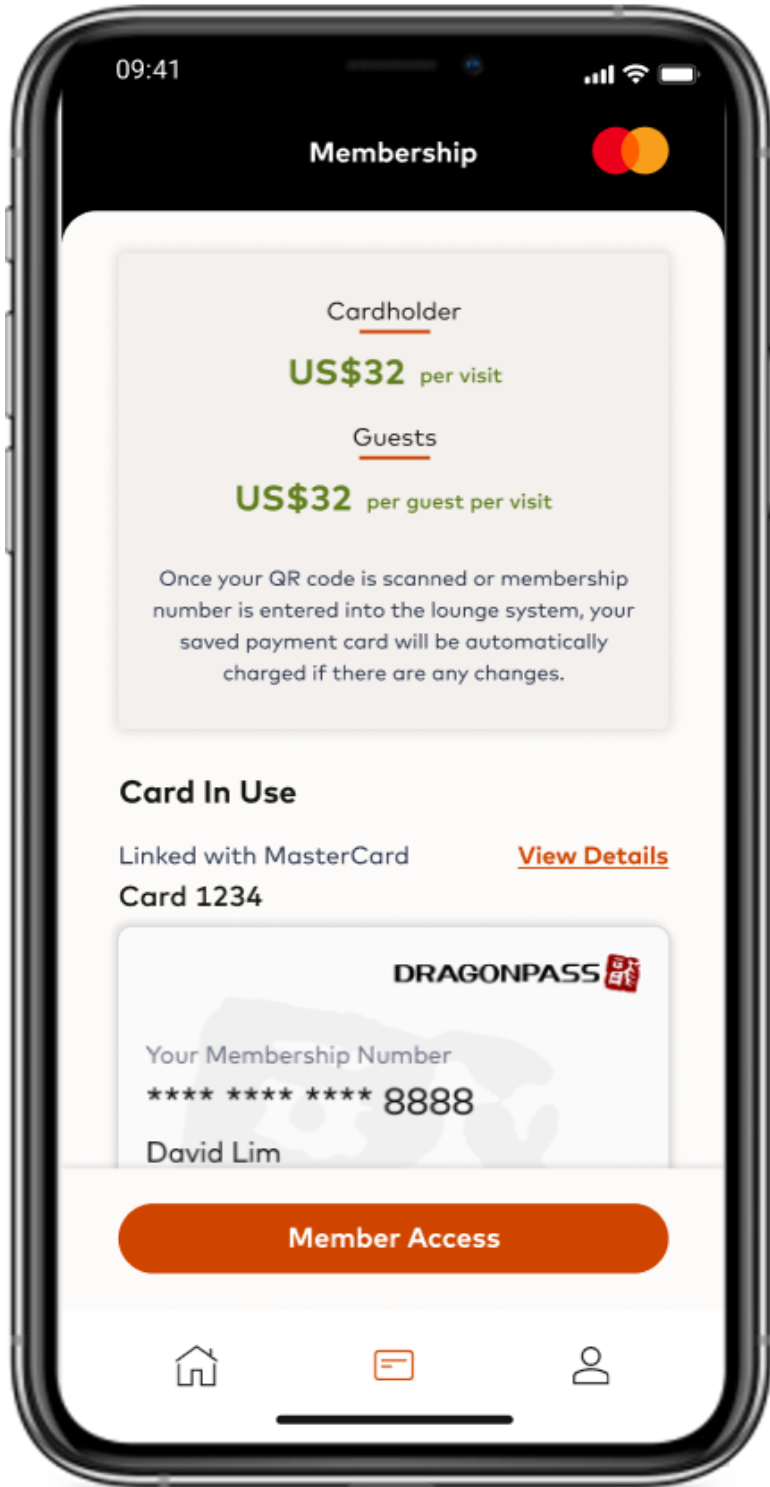 09:41
Membership
Cardholder
US$32 per visit
Guests
US$32 per guest per visit
Once your QR code is scanned or membership
number is entered into the lounge system, your
saved payment card will be automatically
charged if there are any changes.
Card In Use
Linked with MasterCard View Details
Card 1234
DRAGONPASS
Your Membership Number
**** **** **** 8888
David Lim
Member Access